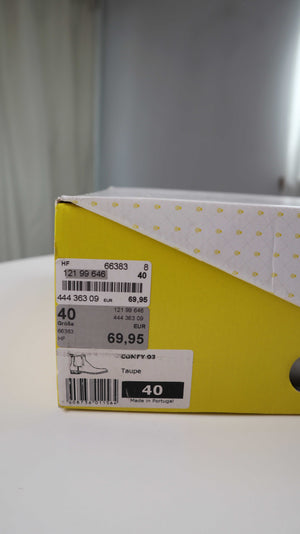 HF 66383 8
121 99 646 40
444 363 09 EUR 69,95
40 121 99 646
Größe 444 363 09
66383 EUR
HF 69,95
Taupe
40
Made in Portugal